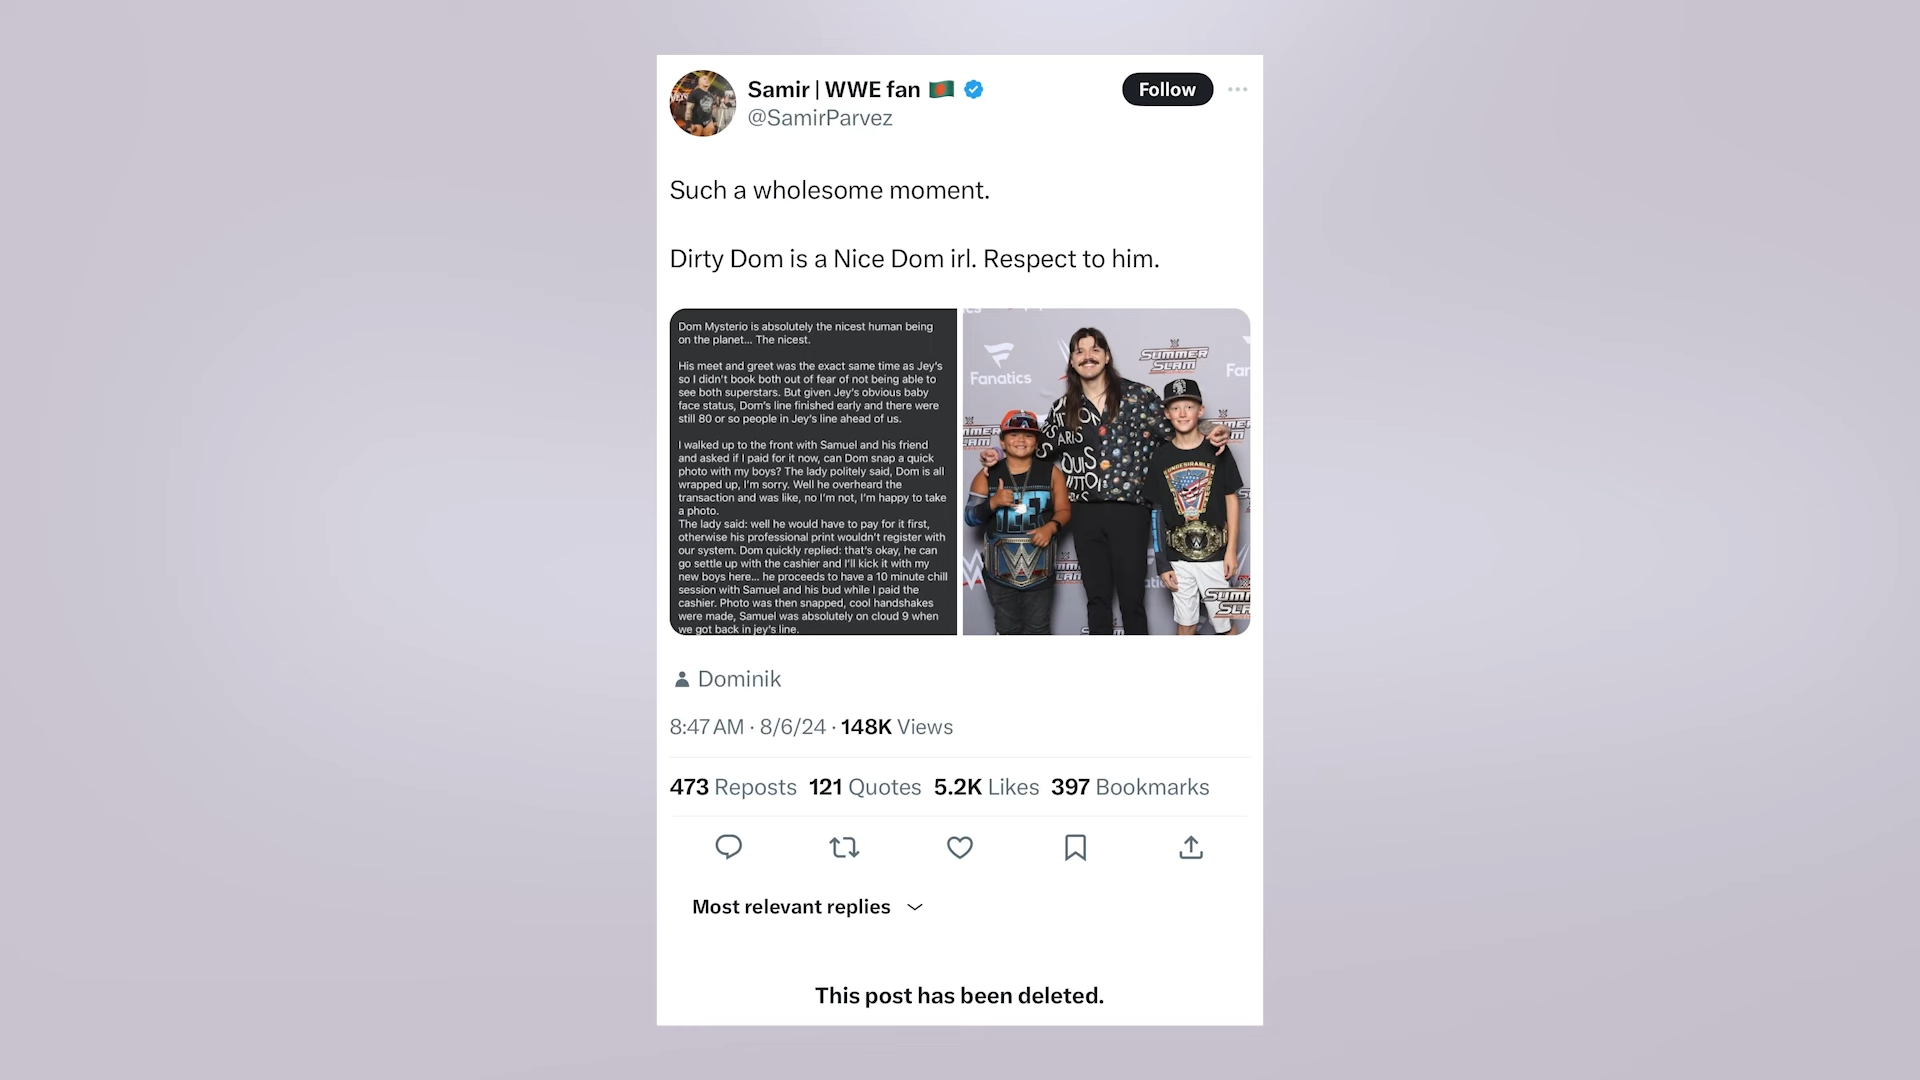 Samir | WWE fan
Follow
@SamirParvez
Such a wholesome moment.
Dirty Dom is a Nice Dom irl. Respect to him.
Dom Mysterio is absolutely the nicest human being
on the planet... The nicest.
His meet and greet was the exact same time as Jey's
so I didn't book both out of fear of not being able to
see both superstars. But given Jey's obvious baby
face status, Dom's line finished early and there were
still 80 or so people in Jey's line ahead of us.
I walked up to the front with Samuel and his friend
and asked if I paid for it now, can Dom snap a quick
photo with my boys? The lady politely said, Dom is all
wrapped up, I'm sorry. Well he overheard the
transaction and was like, no I'm not, I'm happy to take
a photo.
The lady said: well he would have to pay for it first,
otherwise his professional print wouldn't register with
our system. Dom quickly replied: that's okay, he can
go settle up with the cashier and I'll kick it with my
new boys here... he proceeds to have a 10 minute chill
session with Samuel and his bud while I paid the
cashier. Photo was then snapped, cool handshakes
were made, Samuel was absolutely on cloud 9 when
we got back in jey's line.
Fanatics
SUMMER
SLAM
UNDESIRABLE
Dominik
8:47 AM · 8/6/24 · 148K Views
473 Reposts 121 Quotes 5.2K Likes 397 Bookmarks
Most relevant replies
This post has been deleted.